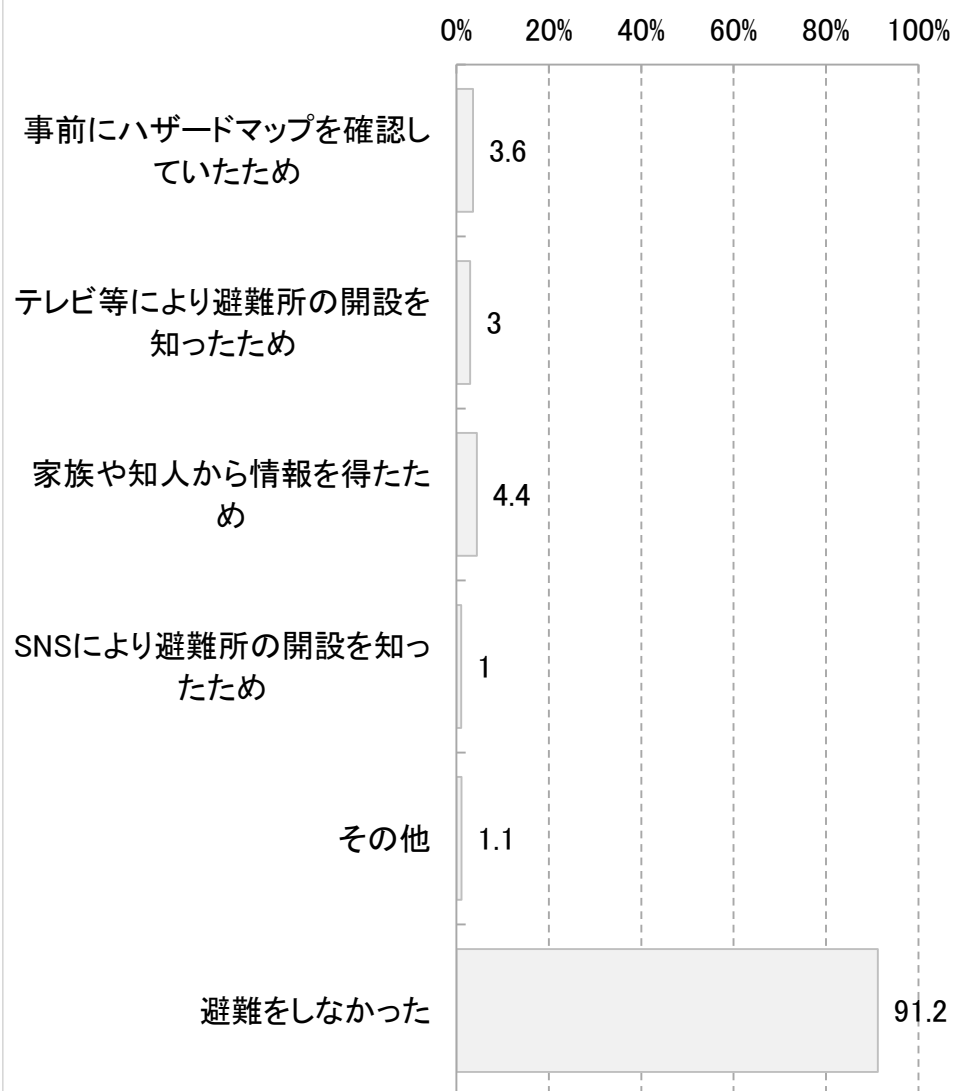 0% 20% 40% 60% 80% 100%
事前にハザードマップを確認し
ていたため
3.6
テレビ等により避難所の開設を
知ったため
3
家族や知人から情報を得たた
め
4.4
SNSにより避難所の開設を知っ
たため
1
その他
1.1
避難をしなかった
91.2